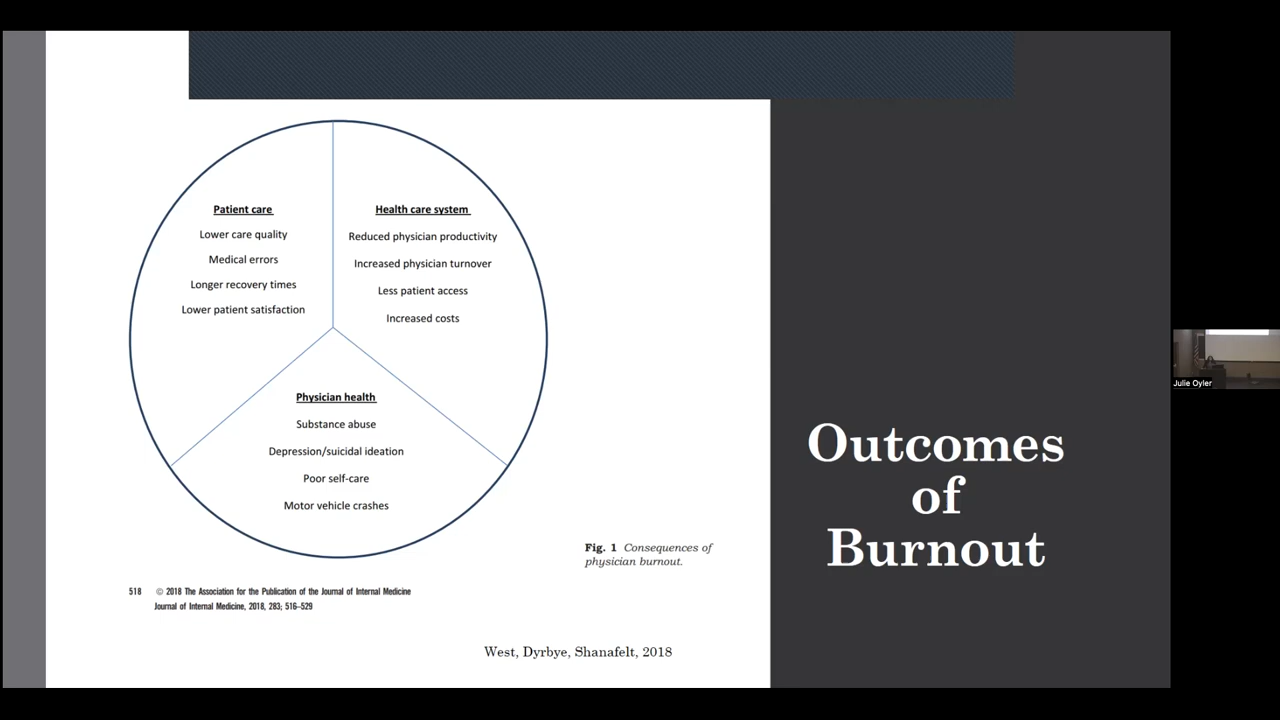 Patient care
Lower care quality
Medical errors
Longer recovery times
Lower patient satisfaction
Health care system
Reduced physician productivity
Increased physician turnover
Less patient access
Increased costs
Physician health
Substance abuse
Depression/suicidal ideation
Poor self-care
Motor vehicle crashes
Fig. 1 Consequences of
physician burnout.
518 © 2018 The Association for the Publication of the Journal of Internal Medicine
Journal of Internal Medicine, 2018, 283; 516–529
West, Dyrbye, Shanafelt, 2018
Outcomes
of
Burnout
Julie Oyler